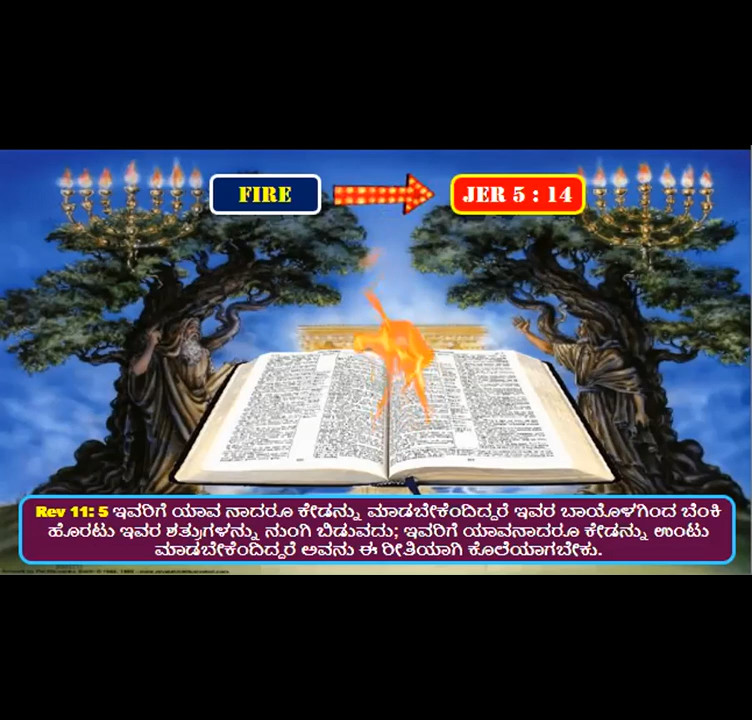 FIRE
JER 5 : 14
Rev 11: 5 ಇವರಿಗೆ ಯಾವ ನಾದರೂ ಕೇಡನ್ನು ಮಾಡಬೇಕೆಂದಿದ್ದರೆ ಇವರ ಬಾಯೊಳಗಿಂದ ಬೆಂಕಿ
ಹೊರಟು ಇವರ ಶತ್ರುಗಳನ್ನು ನುಂಗಿ ಬಿಡುವದು; ಇವರಿಗೆ ಯಾವನಾದರೂ ಕೇಡನ್ನು ಉಂಟು
ಮಾಡಬೇಕೆಂದಿದ್ದರೆ ಅವನು ಈ ರೀತಿಯಾಗಿ ಕೊಲೆಯಾಗಬೇಕು.